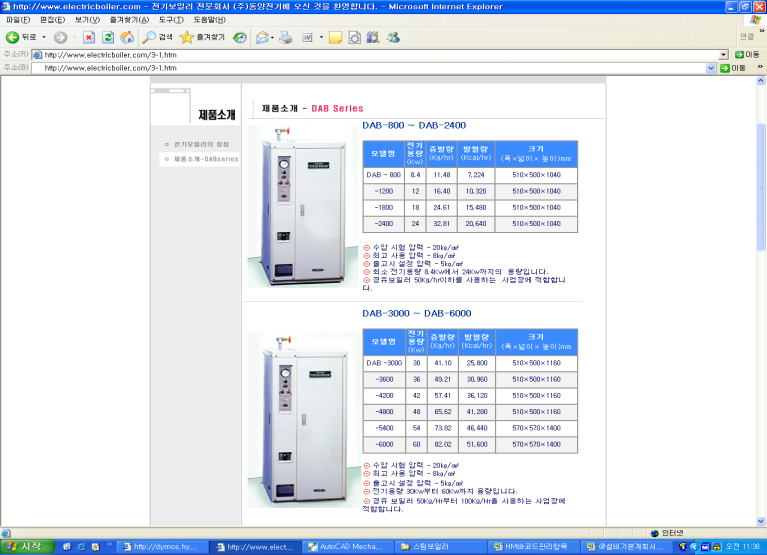 http://www.electricboiler.com - 전기보일러 전문회사 (주)동양전기에 오신 것을 환영합니다. - Microsoft Internet Explorer
파일(F) 편집(E) 보기(V) 즐겨찾기(A) 도구(T) 도움말(H)
뒤로 검색 즐겨찾기 연결
주소(R) http://www.electricboiler.com/3-1.htm 이동
주소(B) http://www.electricboiler.com/3-1.htm 이동
제품소개
전기보일러의 장점
제품소개-DABseries
제품소개 - DAB Series
DAB-800 ~ DAB-2400
모델명 전기용량(Kw) 증발량(Kg/hr) 발열량(Kcal/hr) 크기(폭×넓이× 높이)mm
DAB - 800 8.4 11.48 7,224 510×500×1040
-1200 12 16.40 10,320 510×500×1040
-1800 18 24.61 15,480 510×500×1040
-2400 24 32.81 20,640 510×500×1040
수압 시험 압력 - 20kg/㎠
최고 사용 압력 - 8kg/㎠
출고시 설정 압력 - 5kg/㎠
최소 전기용량 8.4Kw에서 24Kw까지의 용량입니다.
경유보일러 50Kg/hr이하를 사용하는 사업장에 적합합니
다.
DAB-3000 ~ DAB-6000
모델명 전기용량(Kw) 증발량(Kg/hr) 발열량(Kcal/hr) 크기(폭×넓이× 높이)mm
DAB -3000 30 41.10 25,800 510×500×1160
-3600 36 49.21 30,960 510×500×1160
-4200 42 57.41 36,120 510×500×1160
-4800 48 65.62 41,280 510×500×1160
-5400 54 73.82 46,440 570×570×1400
-6000 60 82.02 51,600 570×570×1400
수압 시험 압력 - 20kg/㎠
최고 사용 압력 - 8kg/㎠
출고시 설정 압력 - 5kg/㎠
전기용량 30Kw부터 60Kw까지 용량입니다.
경유 보일러 50Kg/Hr부터 100Kg/Hr를 사용하는 사업장에
적합합니다.
인터넷
시작 http://dymos,hy... http://www.elect... AutoCAD Mecha... 스팀보일러 HM바코드관리항목 @설비기본계획서... 오전 11:38